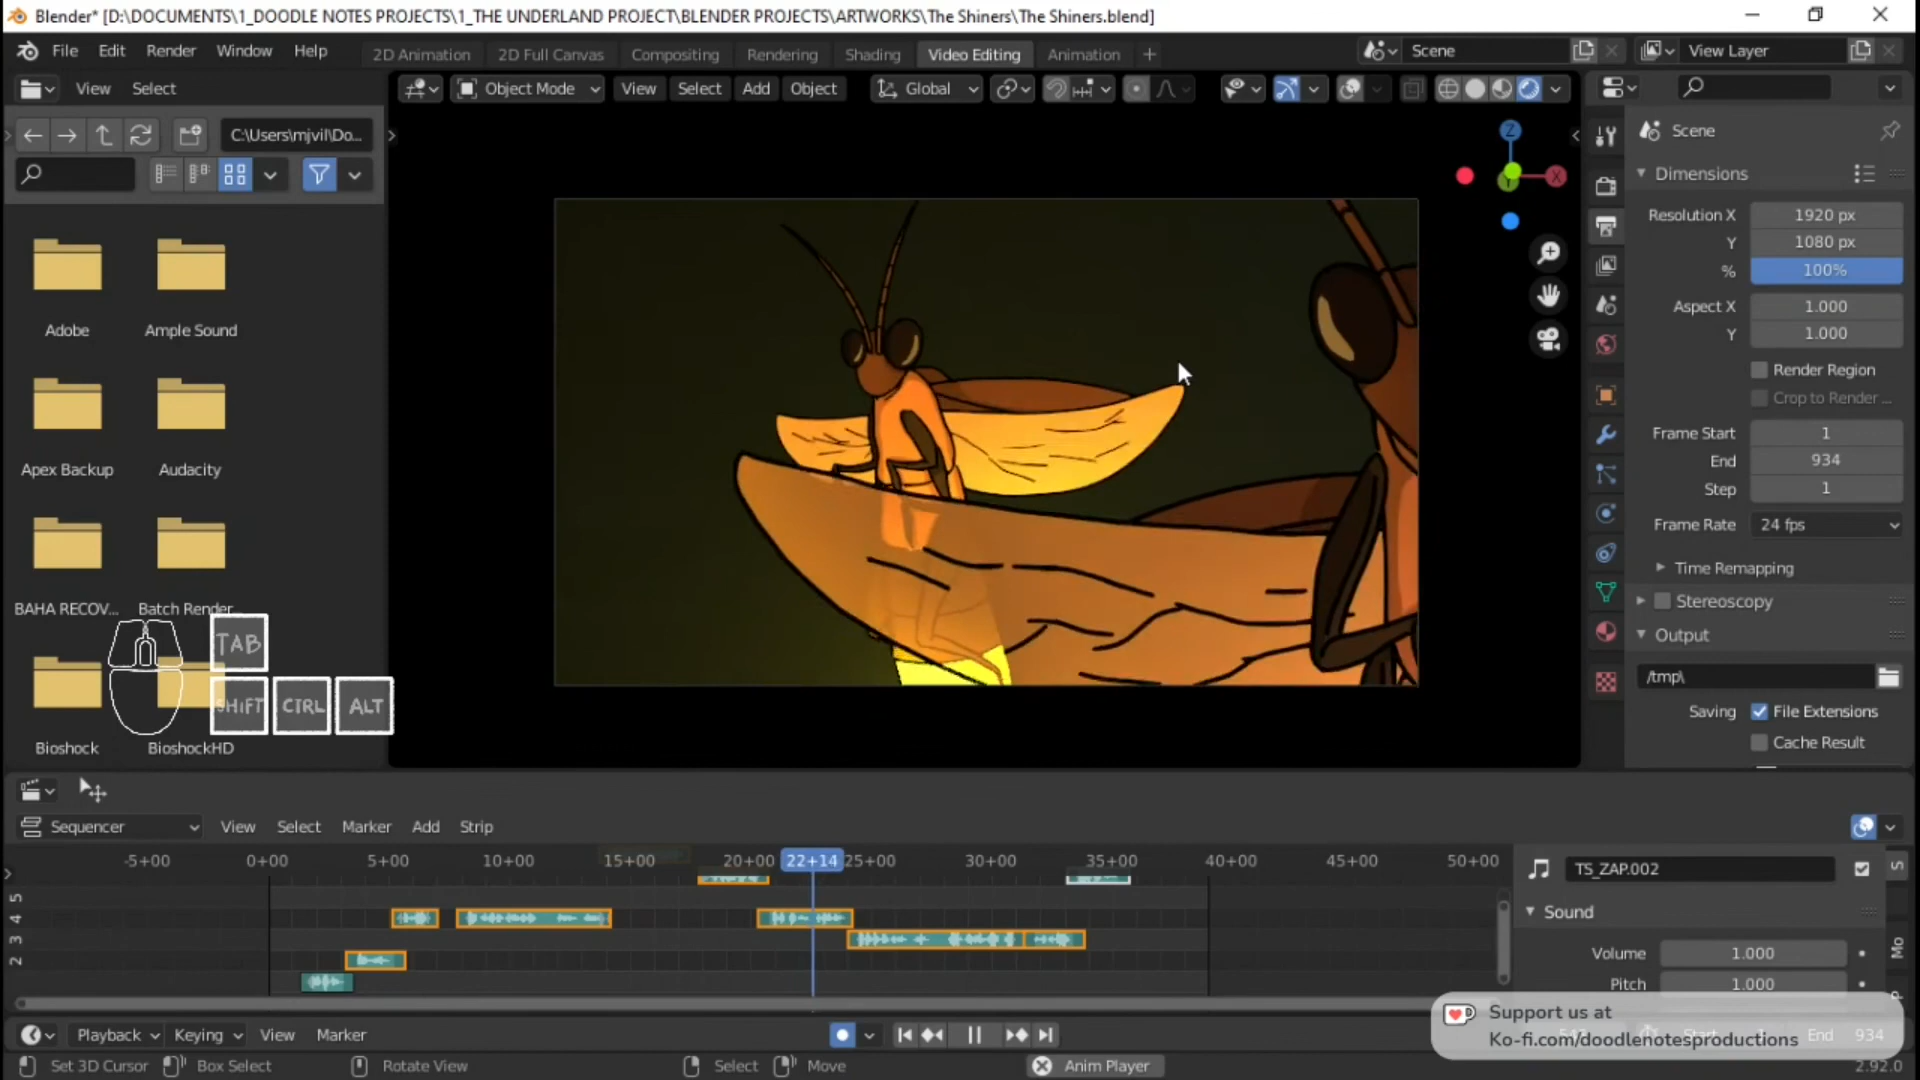 Blender* [D:\DOCUMENTS\1_DOODLE NOTES PROJECTS\1_THE UNDERLAND PROJECT\BLENDER PROJECTS\ARTWORKS\The Shiners\The Shiners.blend]
File Edit Render Window Help 2D Animation 2D Full Canvas Compositing Rendering Shading Video Editing Animation + Scene View Layer
View Select Object Mode View Select Add Object Global
C:\Users\mjvil\Do...
Z
X
Y
Scene
Dimensions
Resolution X 1920 px
Y 1080 px
% 100%
Aspect X 1.000
Y 1.000
Render Region
Crop to Render ...
Frame Start 1
End 934
Step 1
Frame Rate 24 fps
Time Remapping
Stereoscopy
Output
/tmp\
Saving File Extensions
Cache Result
Adobe Ample Sound
Apex Backup Audacity
BAHA RECOV... Batch Render...
Bioshock BioshockHD
TAB
SHIFT CTRL ALT
Sequencer View Select Marker Add Strip
-5+00 0+00 5+00 10+00 15+00 20+00 22+14 25+00 30+00 35+00 40+00 45+00 50+00
5
4
3
2
TS_ZAP.002
Sound
Volume 1.000
Pitch 1.000
S
Mo
P
Playback Keying View Marker
Start End 934
Support us at
Ko-fi.com/doodlenotesproductions
Set 3D Cursor Box Select Rotate View Select Move Anim Player 2.92.0